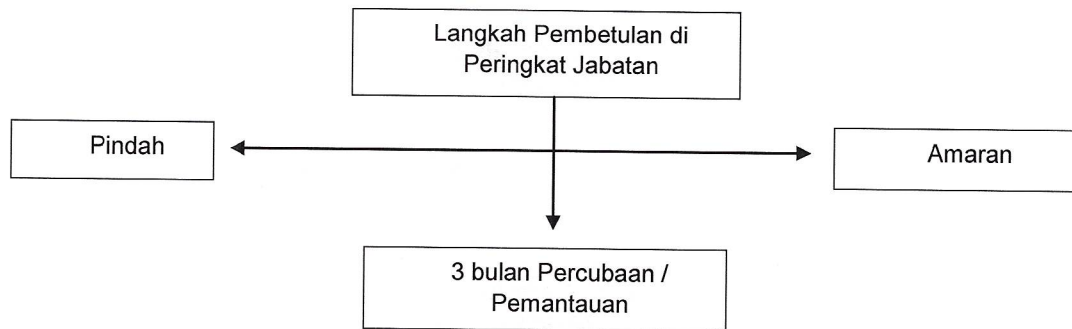 Langkah Pembetulan di
Peringkat Jabatan
Pindah
Amaran
3 bulan Percubaan /
Pemantauan